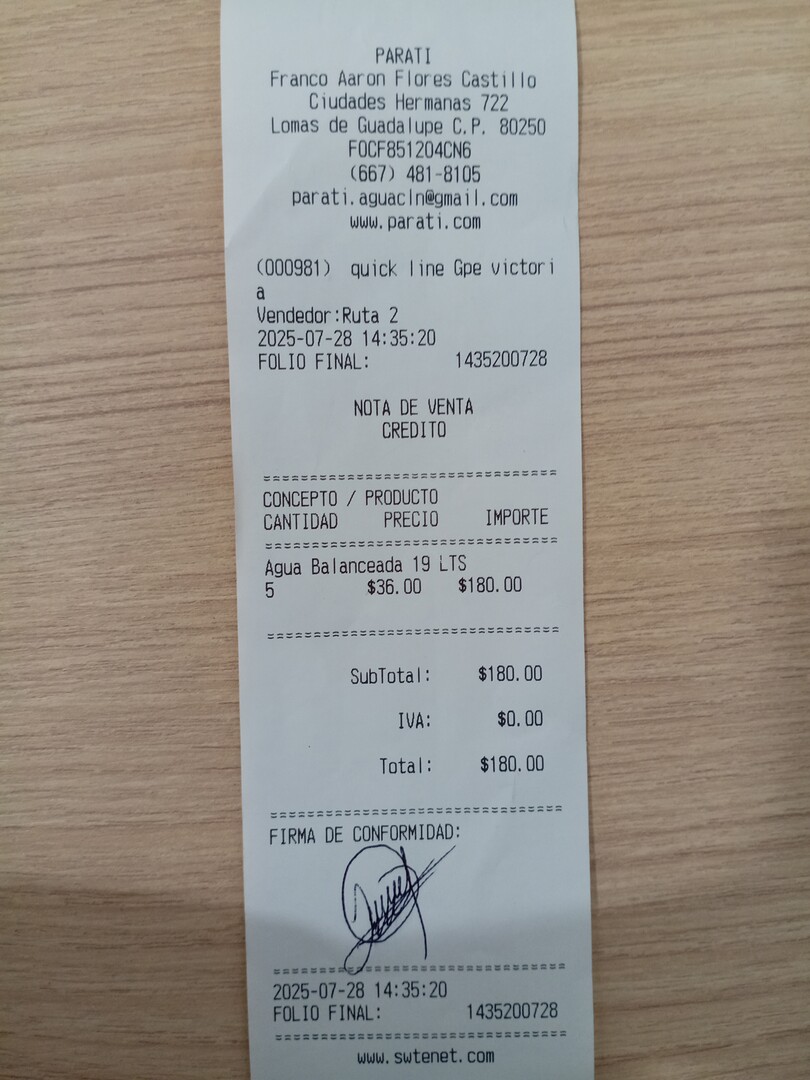 PARATI
Franco Aaron Flores Castillo
Ciudades Hermanas 722
Lomas de Guadalupe C.P. 80250
FOCF851204CN6
(667) 481-8105
parati.aguacln@gmail.com
www.parati.com
(000981) quick line Gpe victori
a
Vendedor:Ruta 2
2025-07-28 14:35:20
FOLIO FINAL: 1435200728
NOTA DE VENTA
CREDITO
===============================
CONCEPTO / PRODUCTO
CANTIDAD PRECIO IMPORTE
===============================
Agua Balanceada 19 LTS
5 $36.00 $180.00
===============================
SubTotal: $180.00
IVA: $0.00
Total: $180.00
===============================
FIRMA DE CONFORMIDAD:
===============================
2025-07-28 14:35:20
FOLIO FINAL: 1435200728
===============================
www.swtenet.com